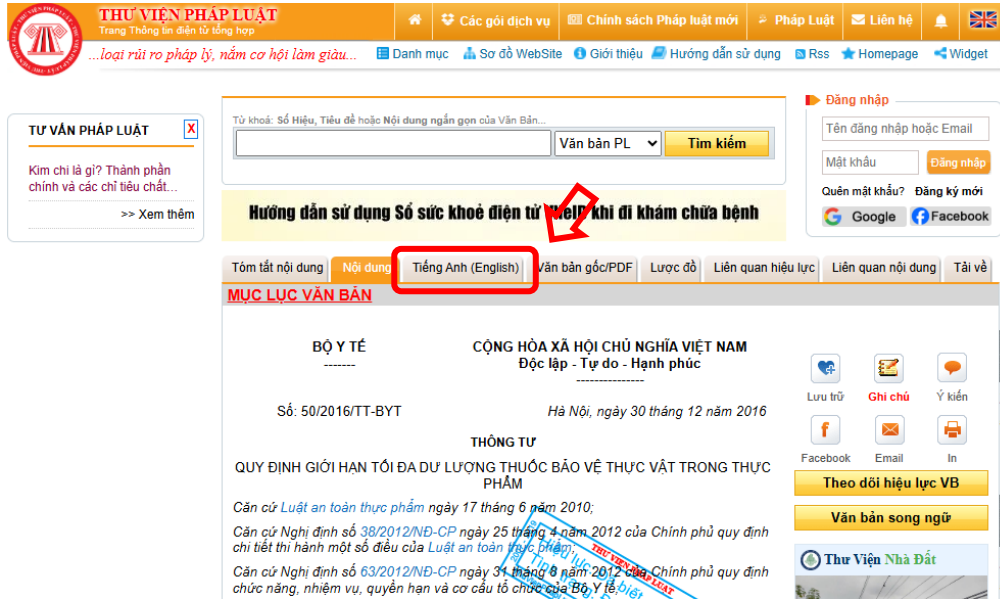 THƯ VIỆN PHÁP LUẬT
Trang Thông tin điện tử tổng hợp
Các gói dịch vụ
Chính sách Pháp luật mới
Pháp Luật
Liên hệ
...loại rủi ro pháp lý, nắm cơ hội làm giàu...
Danh mục
Sơ đồ WebSite
Giới thiệu
Hướng dẫn sử dụng
Rss
Homepage
Widget
TƯ VẤN PHÁP LUẬT
X
Kim chi là gì? Thành phần
chính và các chỉ tiêu chất...
>> Xem thêm
Từ khoá: Số Hiệu, Tiêu đề hoặc Nội dung ngắn gọn của Văn Bản...
Văn bản PL
Tìm kiếm
Hướng dẫn sử dụng Sổ sức khoẻ điện tử khi đi khám chữa bệnh
Đăng nhập
Tên đăng nhập hoặc Email
Mật khẩu
Đăng nhập
Quên mật khẩu? Đăng ký mới
Google
Facebook
Tóm tắt nội dung
Nội dung
Tiếng Anh (English)
Văn bản gốc/PDF
Lược đồ
Liên quan hiệu lực
Liên quan nội dung
Tải về
MỤC LỤC VĂN BẢN
BỘ Y TẾ
-------
CỘNG HÒA XÃ HỘI CHỦ NGHĨA VIỆT NAM
Độc lập - Tự do - Hạnh phúc
---------------
Số: 50/2016/TT-BYT
Hà Nội, ngày 30 tháng 12 năm 2016
THÔNG TƯ
QUY ĐỊNH GIỚI HẠN TỐI ĐA DƯ LƯỢNG THUỐC BẢO VỆ THỰC VẬT TRONG THỰC
PHẨM
Căn cứ Luật an toàn thực phẩm ngày 17 tháng 6 năm 2010;
Căn cứ Nghị định số 38/2012/NĐ-CP ngày 25 tháng 4 năm 2012 của Chính phủ quy định
chi tiết thi hành một số điều của Luật an toàn thực phẩm;
Căn cứ Nghị định số 63/2012/NĐ-CP ngày 31 tháng 8 năm 2012 của Chính phủ quy định
chức năng, nhiệm vụ, quyền hạn và cơ cấu tổ chức của Bộ Y tế,
THƯ VIỆN PHÁP LUẬT
Lưu trữ
Ghi chú
Ý kiến
Facebook
Email
In
Theo dõi hiệu lực VB
Văn bản song ngữ
Thư Viện Nhà Đất